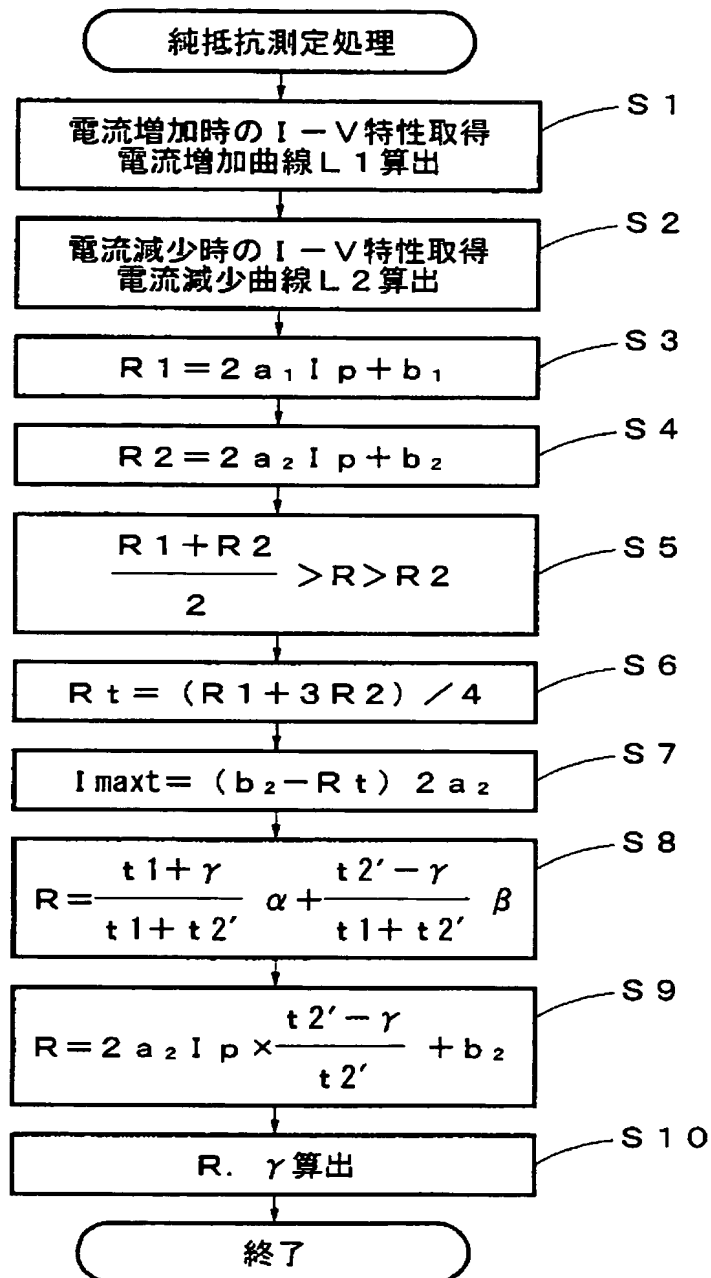 純抵抗測定処理
S1
電流増加時のI-V特性取得
電流増加曲線L1算出
S2
電流減少時のI-V特性取得
電流減少曲線L2算出
S3
R1=2a₁Ip+b₁
S4
R2=2a₂Ip+b₂
S5
(R1+R2)/2 >R>R2
S6
Rt=(R1+3R2)/4
S7
Imaxt=(b₂-Rt)2a₂
S8
R=(t1+γ)/(t1+t2′) α+(t2′-γ)/(t1+t2′) β
S9
R=2a₂Ip×(t2′-γ)/t2′ +b₂
S10
R. γ算出
終了